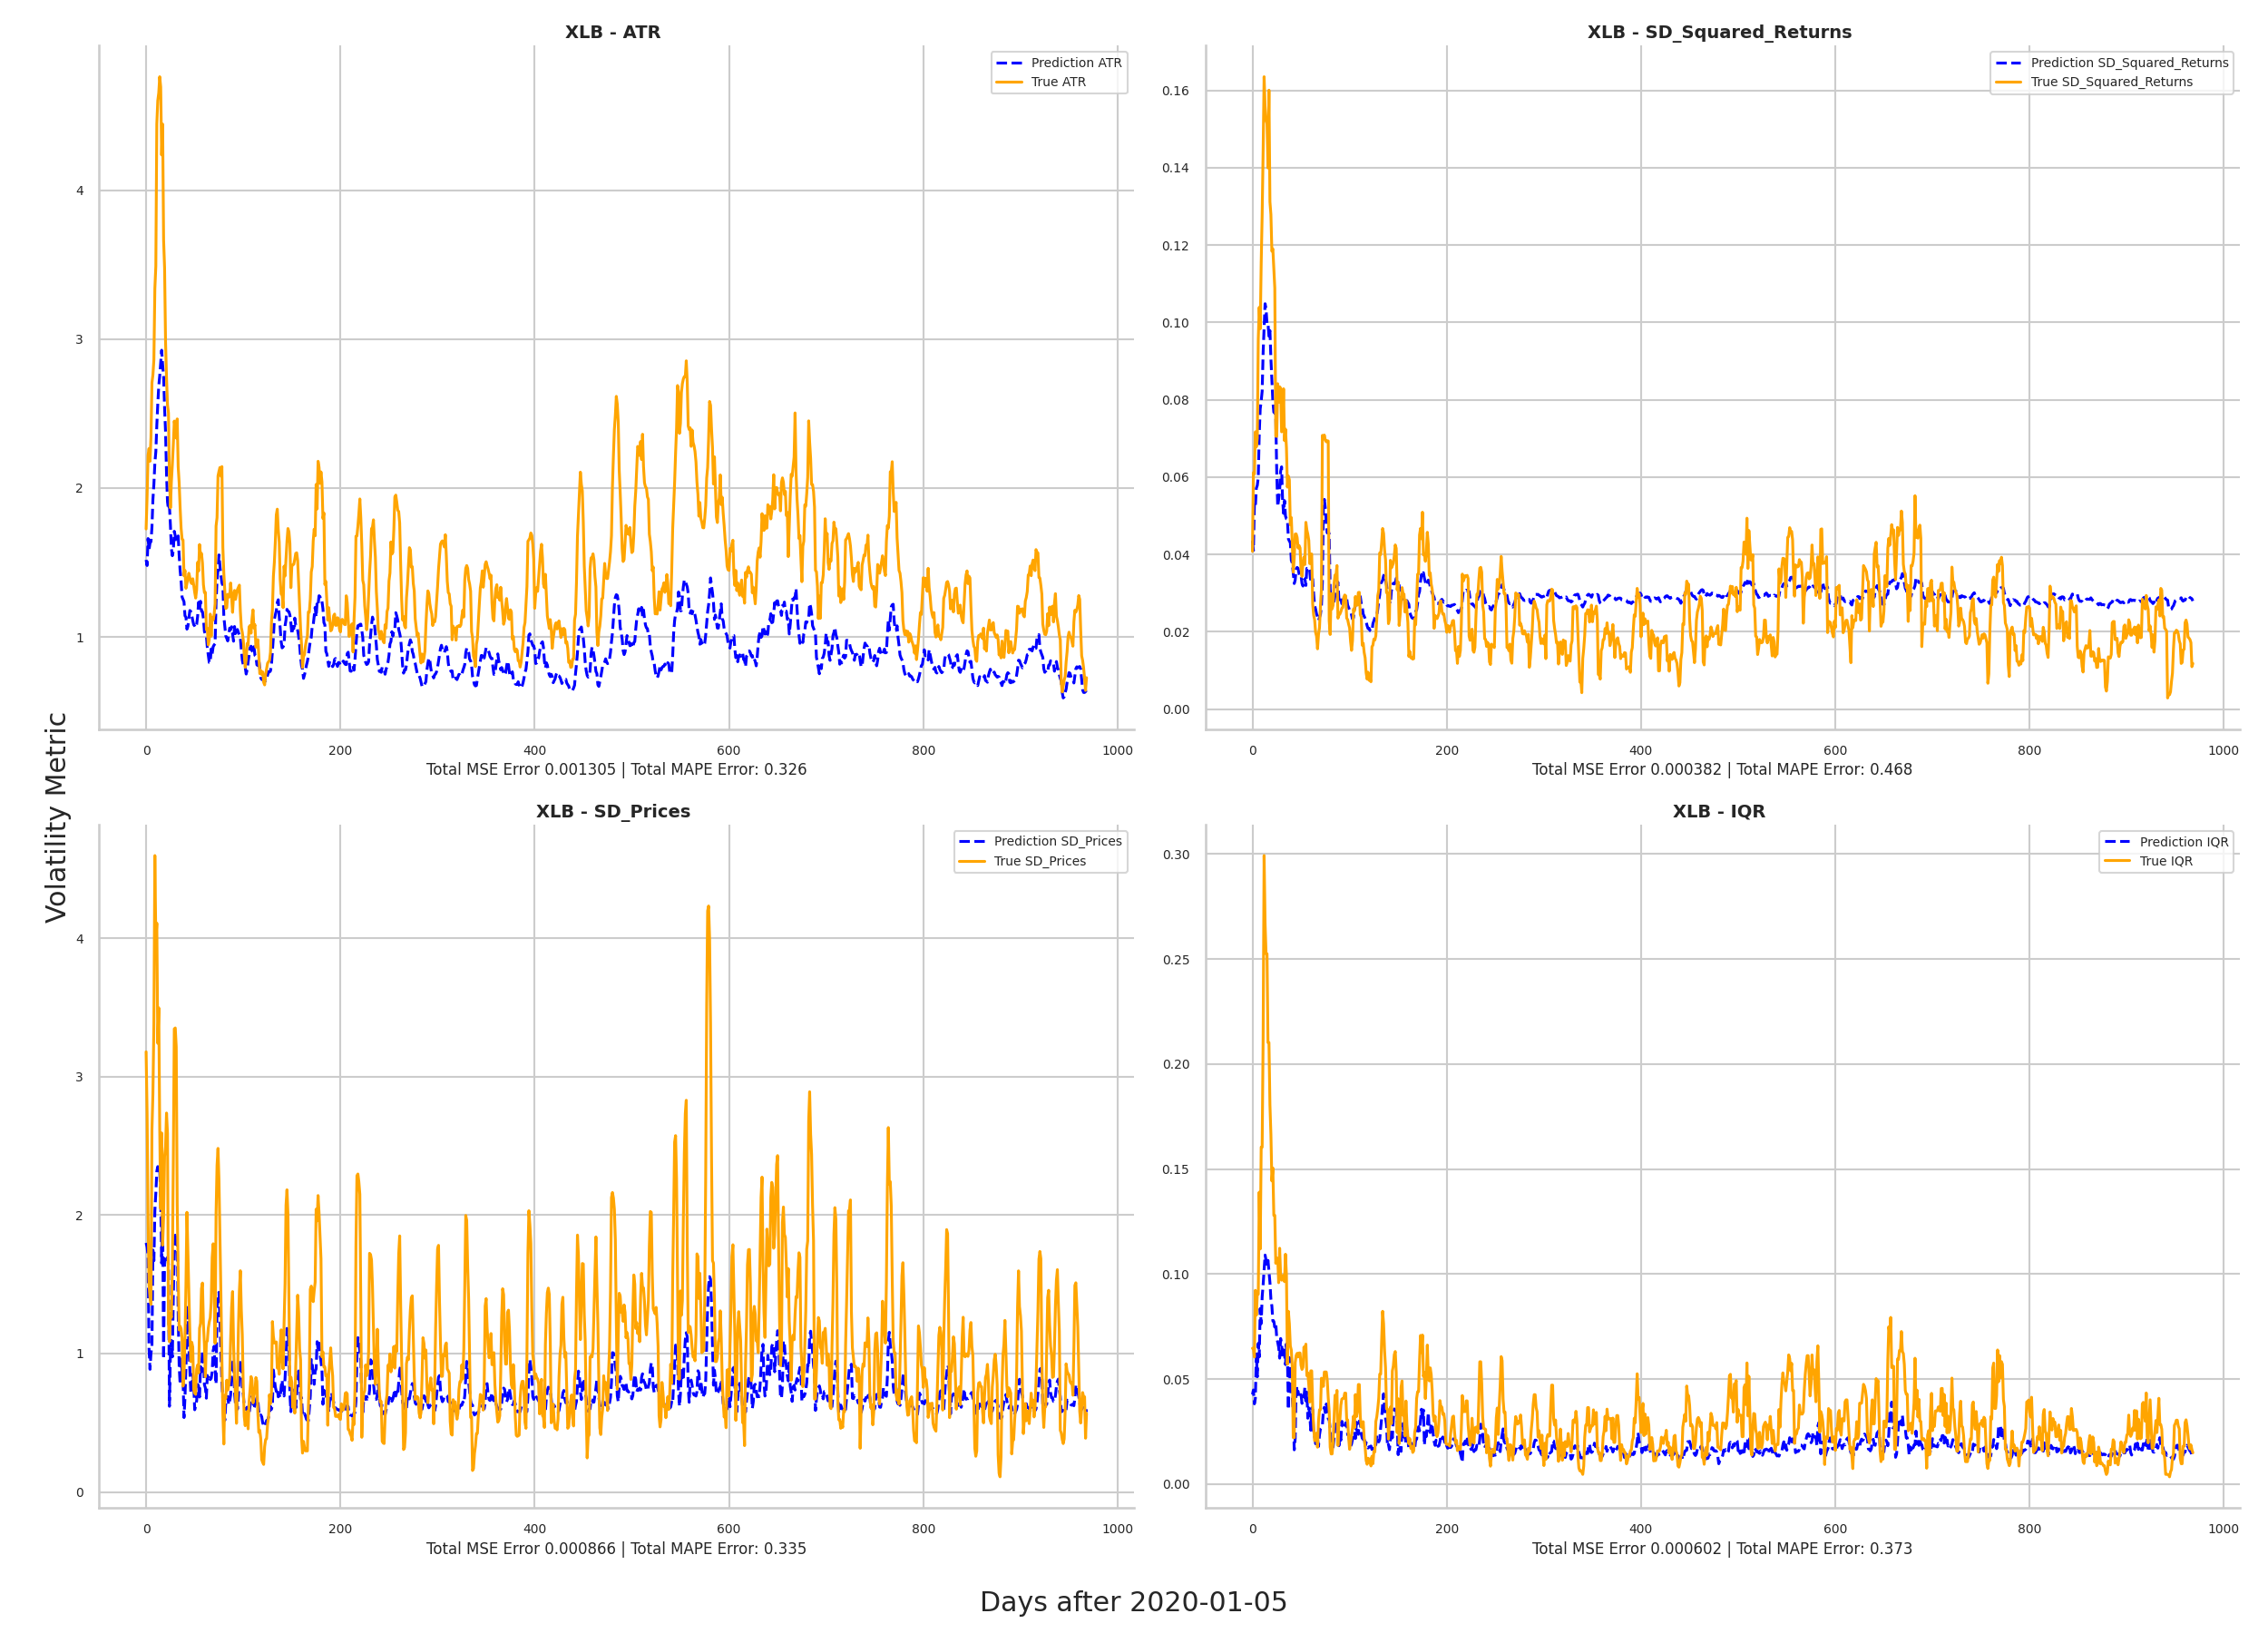 XLB - ATR
Prediction ATR
True ATR
4
3
2
1
0 200 400 600 800 1000
Total MSE Error 0.001305 | Total MAPE Error: 0.326
XLB - SD_Squared_Returns
Prediction SD_Squared_Returns
True SD_Squared_Returns
0.16
0.14
0.12
0.10
0.08
0.06
0.04
0.02
0.00
0 200 400 600 800 1000
Total MSE Error 0.000382 | Total MAPE Error: 0.468
Volatility Metric
XLB - SD_Prices
Prediction SD_Prices
True SD_Prices
4
3
2
1
0
0 200 400 600 800 1000
Total MSE Error 0.000866 | Total MAPE Error: 0.335
XLB - IQR
Prediction IQR
True IQR
0.30
0.25
0.20
0.15
0.10
0.05
0.00
0 200 400 600 800 1000
Total MSE Error 0.000602 | Total MAPE Error: 0.373
Days after 2020-01-05